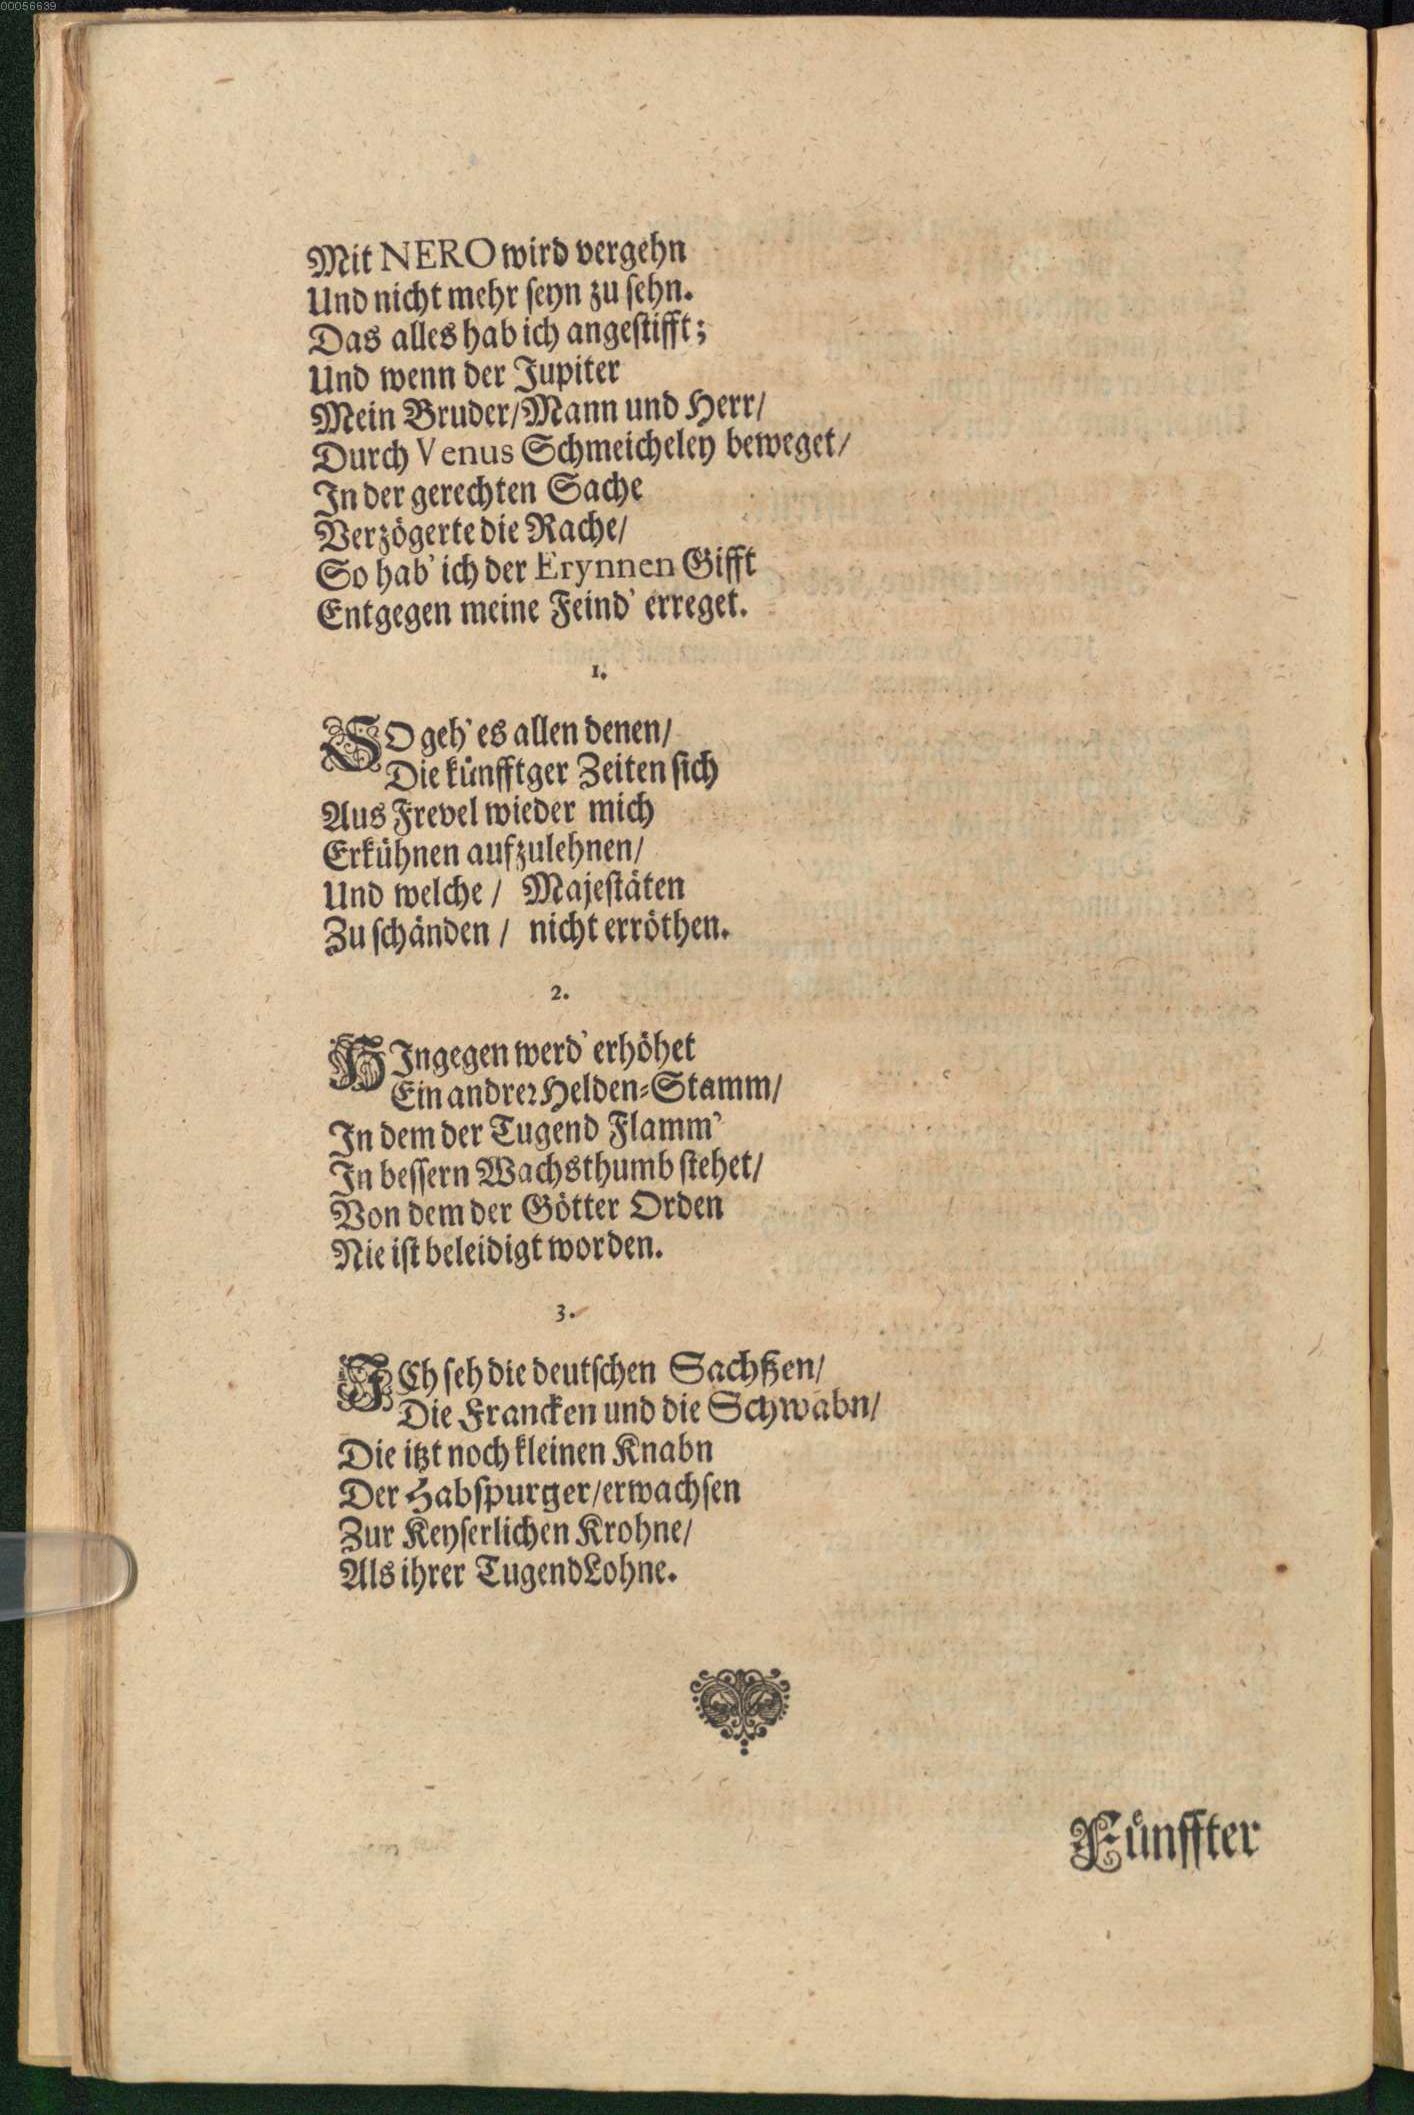 00056639
Mit NERO wird vergehn
Und nicht mehr ſeyn zu ſehn.
Das alles hab ich angeſtifft;
Und wenn der Jupiter
Mein Bruder/Mann und Herr/
Durch Venus Schmeicheley beweget/
In der gerechten Sache
Verzögerte die Rache/
So hab' ich der Erynnen Gifft
Entgegen meine Feind' erreget.
1.
SO geh' es allen denen/
Die künfftger Zeiten ſich
Aus Frevel wieder mich
Erkühnen aufzulehnen/
Und welche / Majeſtäten
Zu ſchänden / nicht erröthen.
2.
HIngegen werd' erhöhet
Ein andrer Helden-Stamm/
In dem der Tugend Flamm'
In beſſern Wachsthumb ſtehet/
Von dem der Götter Orden
Nie iſt beleidigt worden.
3.
ICh ſeh die deutſchen Sachßen/
Die Francken und die Schwabn/
Die itzt noch kleinen Knabn
Der Habſpurger/erwachſen
Zur Keyſerlichen Krohne/
Als ihrer Tugend Lohne.
Fünffter